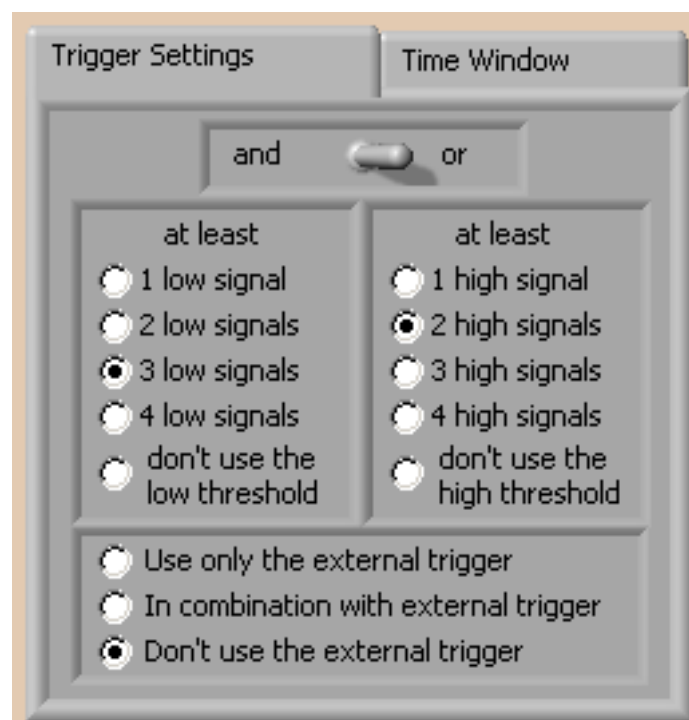 Trigger Settings
Time Window
and or
at least
1 low signal
2 low signals
3 low signals
4 low signals
don't use the
low threshold
at least
1 high signal
2 high signals
3 high signals
4 high signals
don't use the
high threshold
Use only the external trigger
In combination with external trigger
Don't use the external trigger